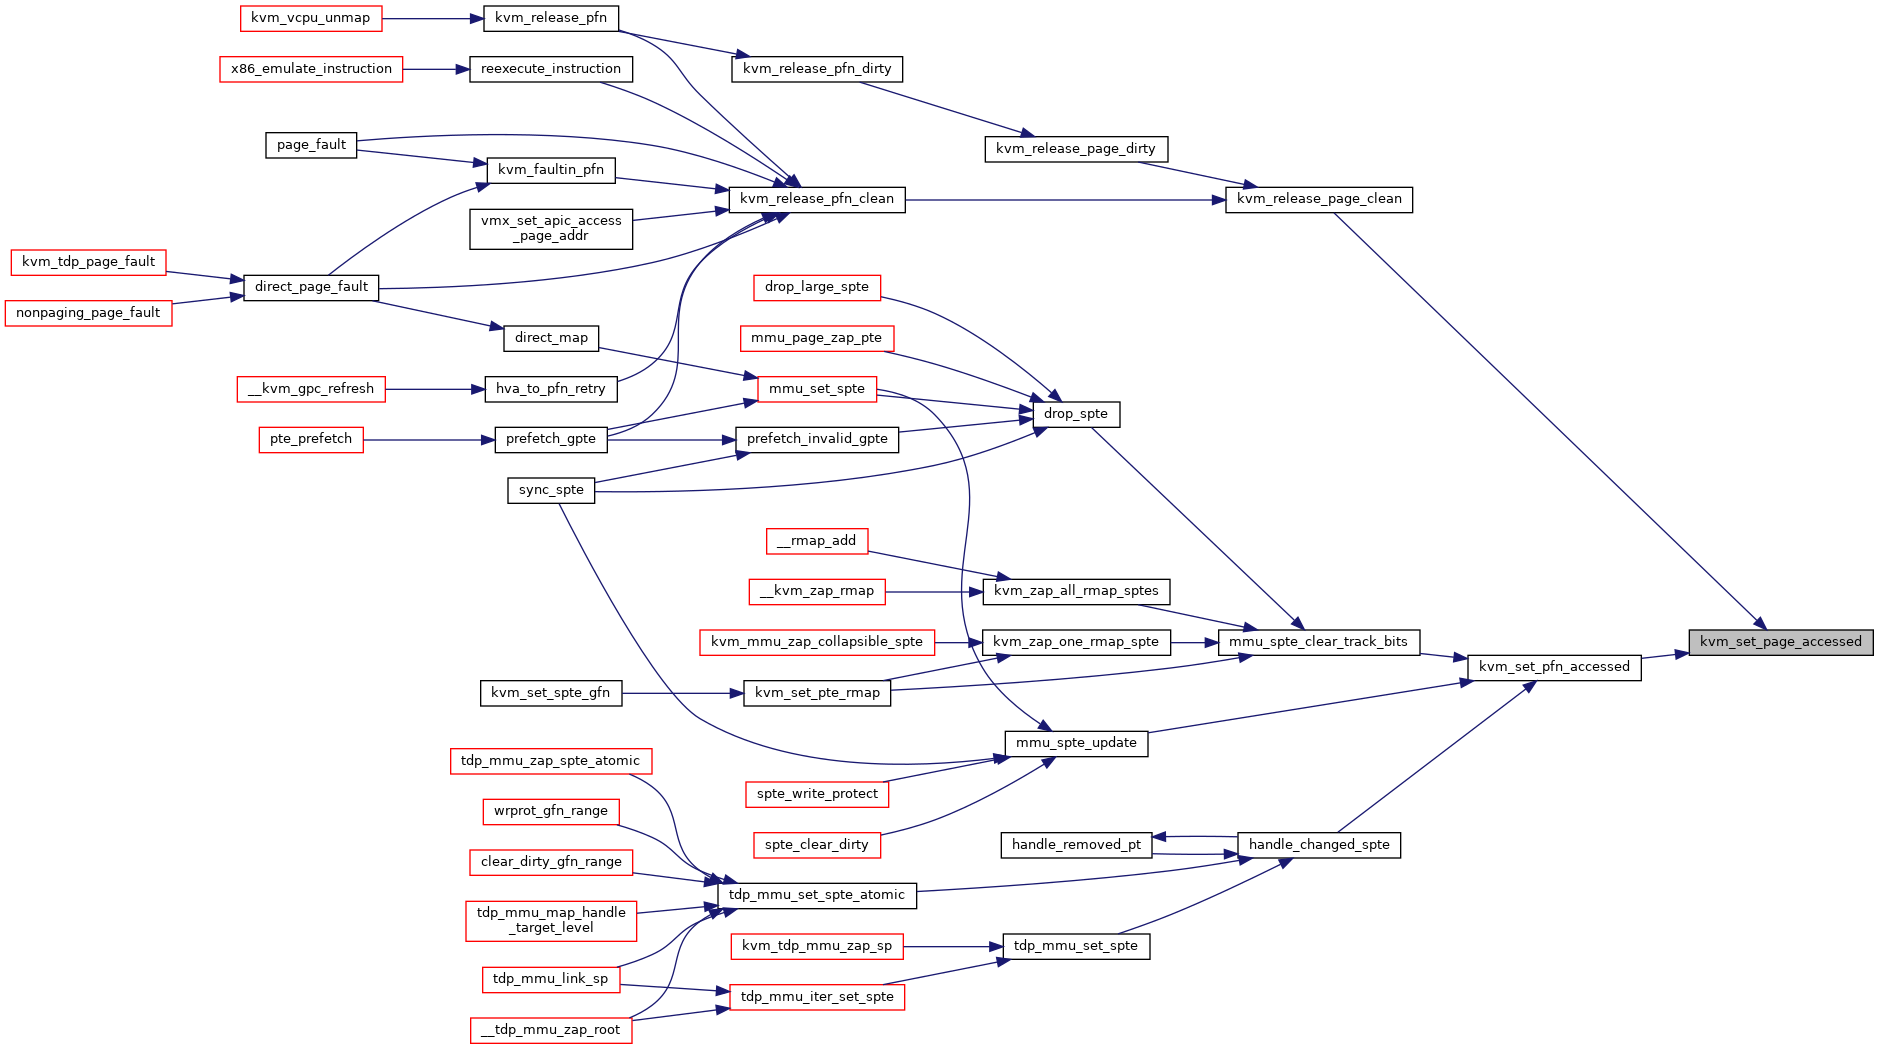 kvm_vcpu_unmap
kvm_release_pfn
x86_emulate_instruction
reexecute_instruction
kvm_release_pfn_dirty
page_fault
kvm_faultin_pfn
kvm_release_page_dirty
vmx_set_apic_access
_page_addr
kvm_release_pfn_clean
kvm_release_page_clean
kvm_tdp_page_fault
direct_page_fault
nonpaging_page_fault
drop_large_spte
direct_map
mmu_page_zap_pte
__kvm_gpc_refresh
hva_to_pfn_retry
mmu_set_spte
drop_spte
pte_prefetch
prefetch_gpte
prefetch_invalid_gpte
sync_spte
__rmap_add
__kvm_zap_rmap
kvm_zap_all_rmap_sptes
kvm_mmu_zap_collapsible_spte
kvm_zap_one_rmap_spte
mmu_spte_clear_track_bits
kvm_set_page_accessed
kvm_set_pfn_accessed
kvm_set_spte_gfn
kvm_set_pte_rmap
mmu_spte_update
tdp_mmu_zap_spte_atomic
spte_write_protect
wrprot_gfn_range
spte_clear_dirty
handle_removed_pt
handle_changed_spte
clear_dirty_gfn_range
tdp_mmu_set_spte_atomic
tdp_mmu_map_handle
_target_level
kvm_tdp_mmu_zap_sp
tdp_mmu_set_spte
tdp_mmu_link_sp
tdp_mmu_iter_set_spte
__tdp_mmu_zap_root